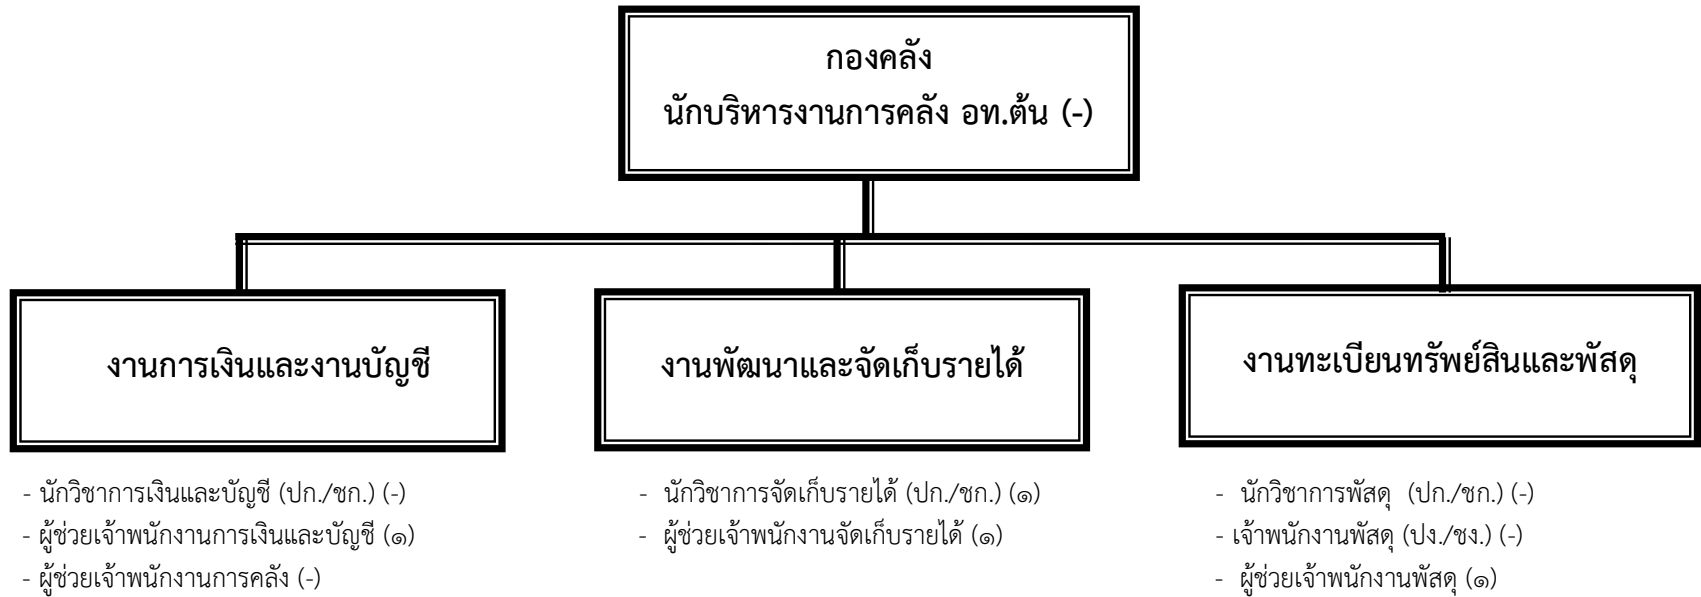 กองคลัง
นักบริหารงานการคลัง อท.ต้น (-)
งานการเงินและงานบัญชี
- นักวิชาการเงินและบัญชี (ปก./ชก.) (-)
- ผู้ช่วยเจ้าพนักงานการเงินและบัญชี (๑)
- ผู้ช่วยเจ้าพนักงานการคลัง (-)
งานพัฒนาและจัดเก็บรายได้
- นักวิชาการจัดเก็บรายได้ (ปก./ชก.) (๑)
- ผู้ช่วยเจ้าพนักงานจัดเก็บรายได้ (๑)
งานทะเบียนทรัพย์สินและพัสดุ
- นักวิชาการพัสดุ (ปก./ชก.) (-)
- เจ้าพนักงานพัสดุ (ปง./ชง.) (-)
- ผู้ช่วยเจ้าพนักงานพัสดุ (๑)